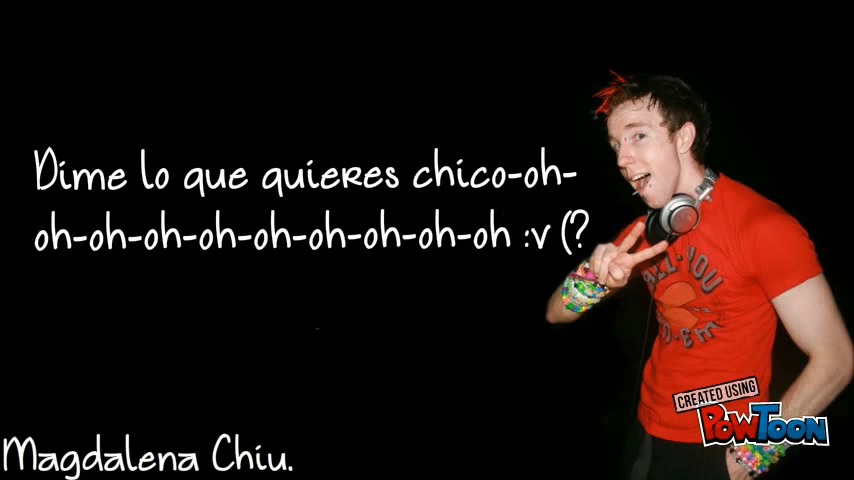 Dime lo que quieres chico-oh-
oh-oh-oh-oh-oh-oh-oh-oh-oh :v (?
CREATED USING
POWTOON
Magdalena Chiu.